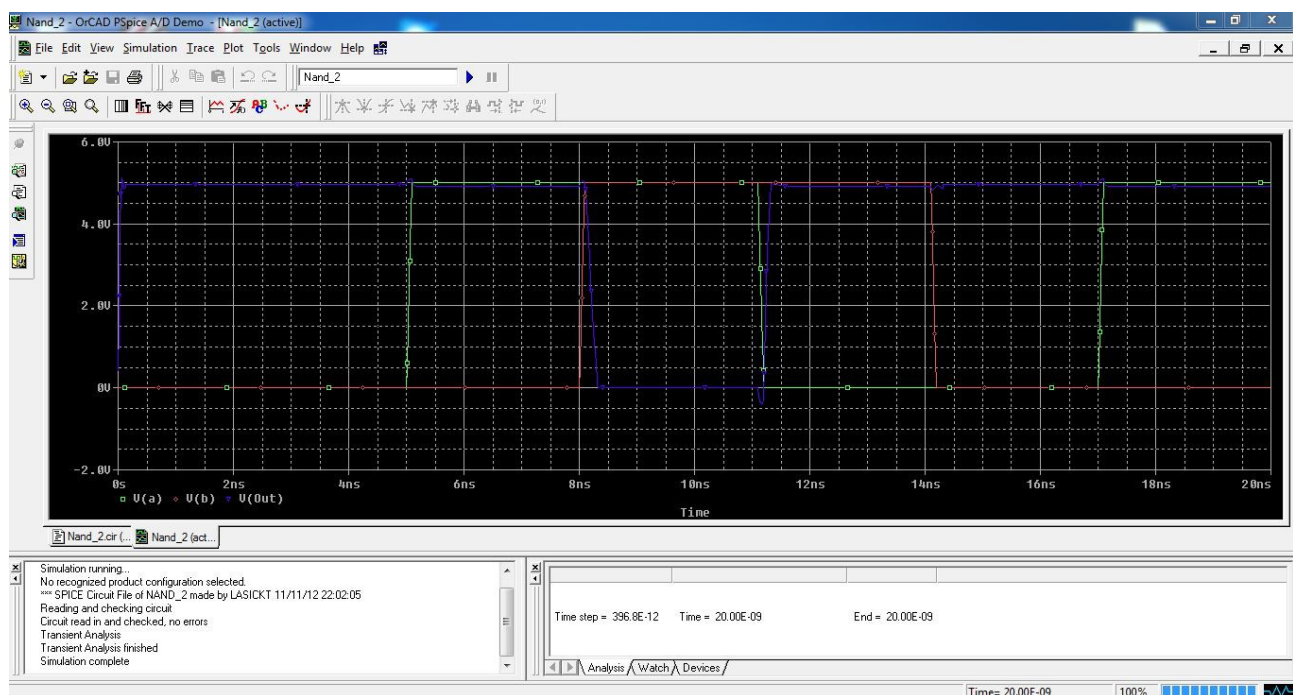 Nand_2 - OrCAD PSpice A/D Demo - [Nand_2 (active)]
File Edit View Simulation Trace Plot Tools Window Help
Nand_2
6.0V
4.0V
2.0V
0V
-2.0V
0s 2ns 4ns 6ns 8ns 10ns 12ns 14ns 16ns 18ns 20ns
V(a) V(b) V(Out)
Time
Nand_2.cir (... Nand_2 (act...
Simulation running...
No recognized product configuration selected.
*** SPICE Circuit File of NAND_2 made by LASICKT 11/11/12 22:02:05
Reading and checking circuit
Circuit read in and checked, no errors
Transient Analysis
Transient Analysis finished
Simulation complete
Time step = 396.8E-12 Time = 20.00E-09 End = 20.00E-09
Analysis Watch Devices
Time= 20.00E-09 100%